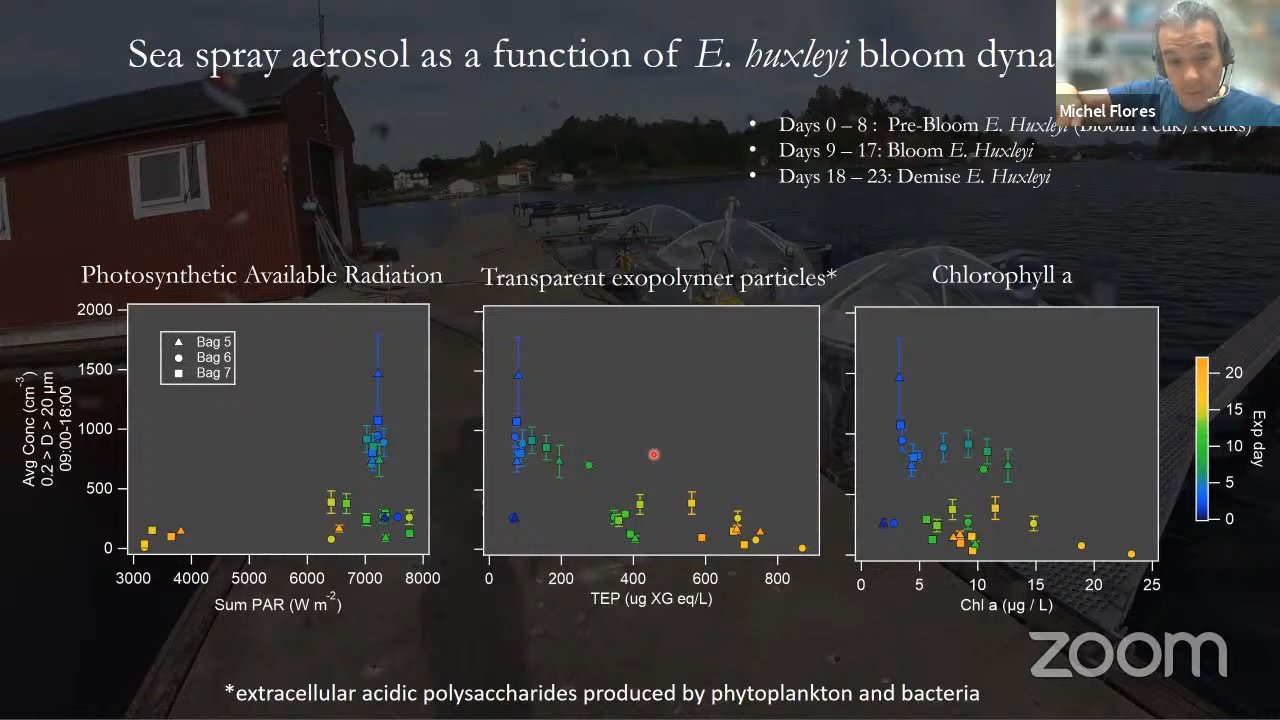 Sea spray aerosol as a function of E. huxleyi bloom dyna
Michel Flores
• Days 0 – 8 : Pre-Bloom E. Huxleyi (Bloom Peak/
• Days 9 – 17: Bloom E. Huxleyi
• Days 18 – 23: Demise E. Huxleyi
Photosynthetic Available Radiation
Transparent exopolymer particles*
Chlorophyll a
Avg Conc (cm-3)
0.2 > D > 20 µm
09:00-18:00
2000
1500
1000
500
0
Bag 5
Bag 6
Bag 7
3000 4000 5000 6000 7000 8000
Sum PAR (W m-2)
0 200 400 600 800
TEP (ug XG eq/L)
0 5 10 15 20 25
Chl a (µg / L)
20
15
10
5
0
Exp day
zoom
*extracellular acidic polysaccharides produced by phytoplankton and bacteria